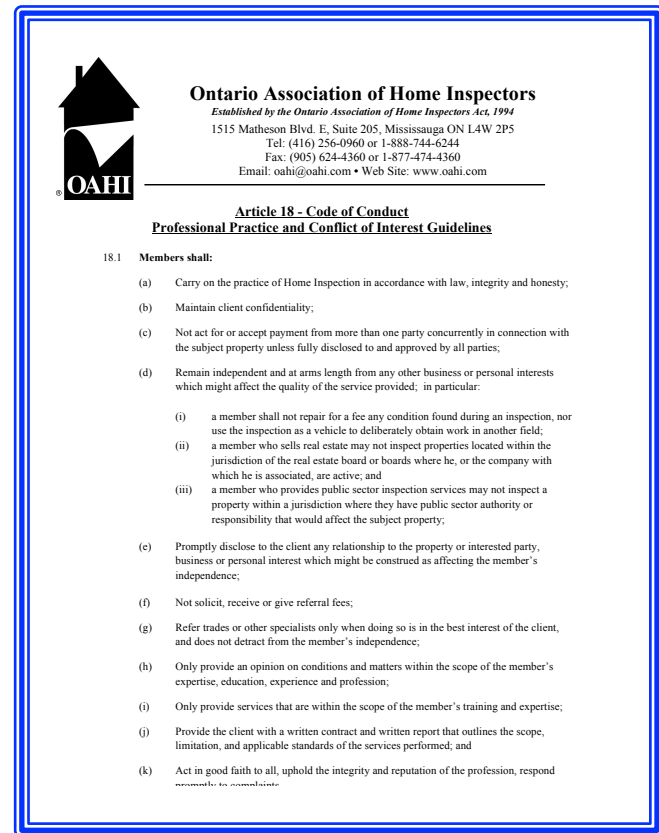 Ontario Association of Home Inspectors
Established by the Ontario Association of Home Inspectors Act, 1994
1515 Matheson Blvd. E, Suite 205, Mississauga ON L4W 2P5
Tel: (416) 256-0960 or 1-888-744-6244
Fax: (905) 624-4360 or 1-877-474-4360
Email: oahi@oahi.com • Web Site: www.oahi.com
® OAHI
Article 18 - Code of Conduct
Professional Practice and Conflict of Interest Guidelines
18.1 Members shall:
(a) Carry on the practice of Home Inspection in accordance with law, integrity and honesty;
(b) Maintain client confidentiality;
(c) Not act for or accept payment from more than one party concurrently in connection with
the subject property unless fully disclosed to and approved by all parties;
(d) Remain independent and at arms length from any other business or personal interests
which might affect the quality of the service provided; in particular:
(i) a member shall not repair for a fee any condition found during an inspection, nor
use the inspection as a vehicle to deliberately obtain work in another field;
(ii) a member who sells real estate may not inspect properties located within the
jurisdiction of the real estate board or boards where he, or the company with
which he is associated, are active; and
(iii) a member who provides public sector inspection services may not inspect a
property within a jurisdiction where they have public sector authority or
responsibility that would affect the subject property;
(e) Promptly disclose to the client any relationship to the property or interested party,
business or personal interest which might be construed as affecting the member's
independence;
(f) Not solicit, receive or give referral fees;
(g) Refer trades or other specialists only when doing so is in the best interest of the client,
and does not detract from the member's independence;
(h) Only provide an opinion on conditions and matters within the scope of the member's
expertise, education, experience and profession;
(i) Only provide services that are within the scope of the member's training and expertise;
(j) Provide the client with a written contract and written report that outlines the scope,
limitation, and applicable standards of the services performed; and
(k) Act in good faith to all, uphold the integrity and reputation of the profession, respond
promptly to complaints